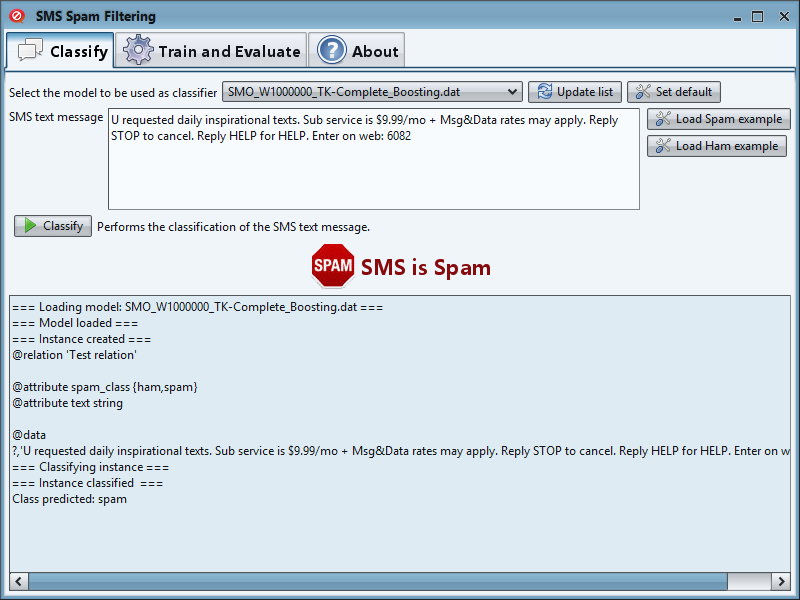 SMS Spam Filtering
Classify
Train and Evaluate
? About
Select the model to be used as classifier
SMO_W1000000_TK-Complete_Boosting.dat
Update list
Set default
SMS text message
U requested daily inspirational texts. Sub service is $9.99/mo + Msg&Data rates may apply. Reply
STOP to cancel. Reply HELP for HELP. Enter on web: 6082
Load Spam example
Load Ham example
Classify
Performs the classification of the SMS text message.
SPAM
SMS is Spam
=== Loading model: SMO_W1000000_TK-Complete_Boosting.dat ===
=== Model loaded ===
=== Instance created ===
@relation 'Test relation'
@attribute spam_class {ham,spam}
@attribute text string
@data
?,'U requested daily inspirational texts. Sub service is $9.99/mo + Msg&Data rates may apply. Reply STOP to cancel. Reply HELP for HELP. Enter on w
=== Classifying instance ===
=== Instance classified  ===
Class predicted: spam